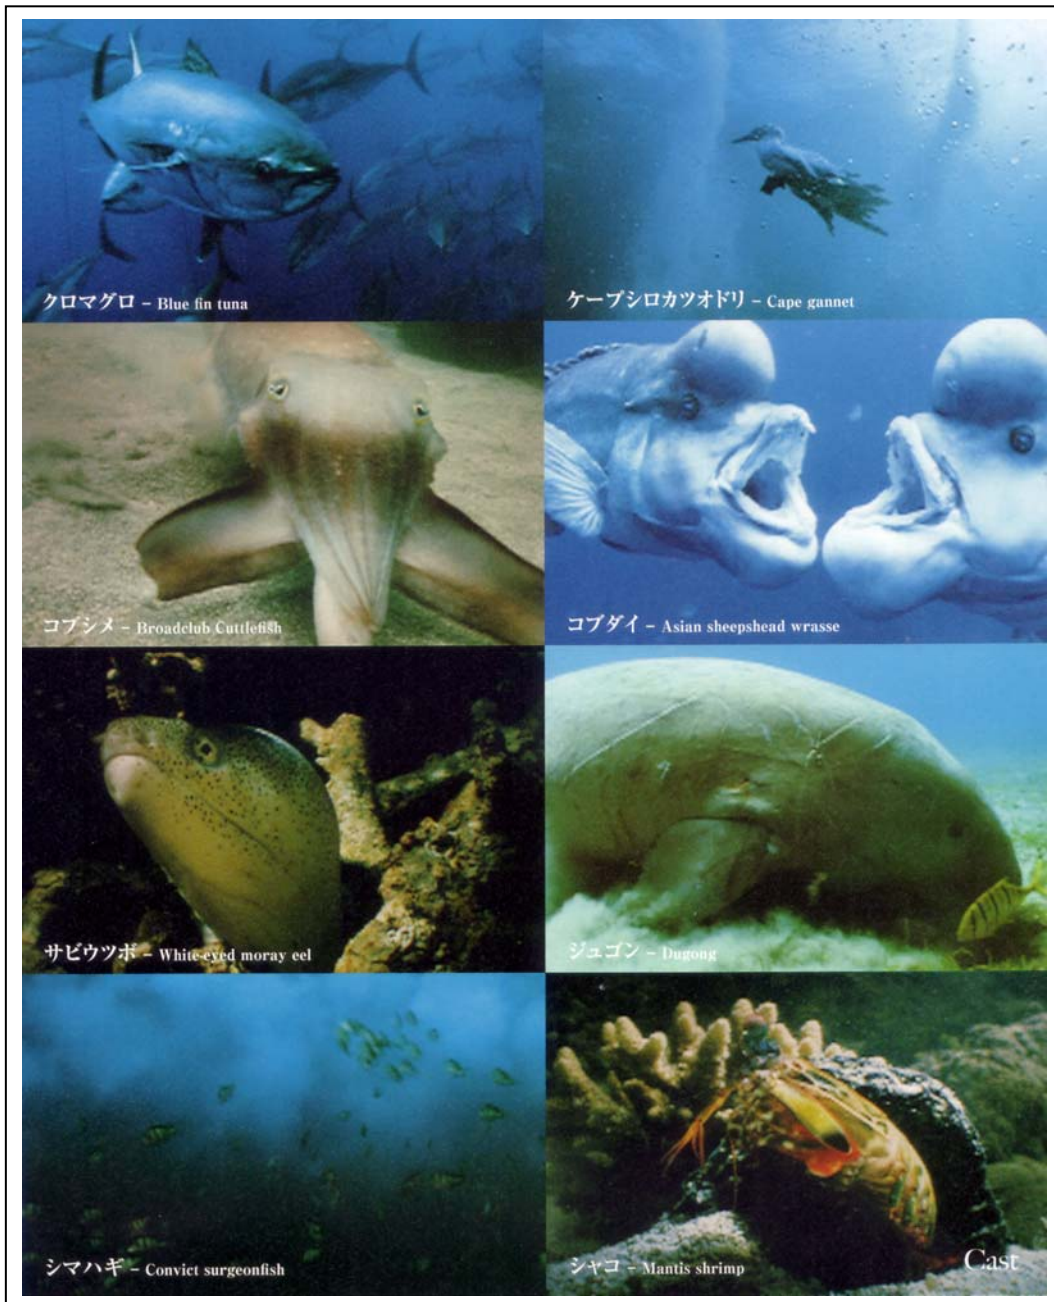 クロマグロ – Blue fin tuna
ケープシロカツオドリ – Cape gannet
コブシメ – Broadclub Cuttlefish
コブダイ – Asian sheepshead wrasse
サビウツボ – White-eyed moray eel
ジュゴン – Dugong
シマハギ – Convict surgeonfish
シャコ – Mantis shrimp
Cast